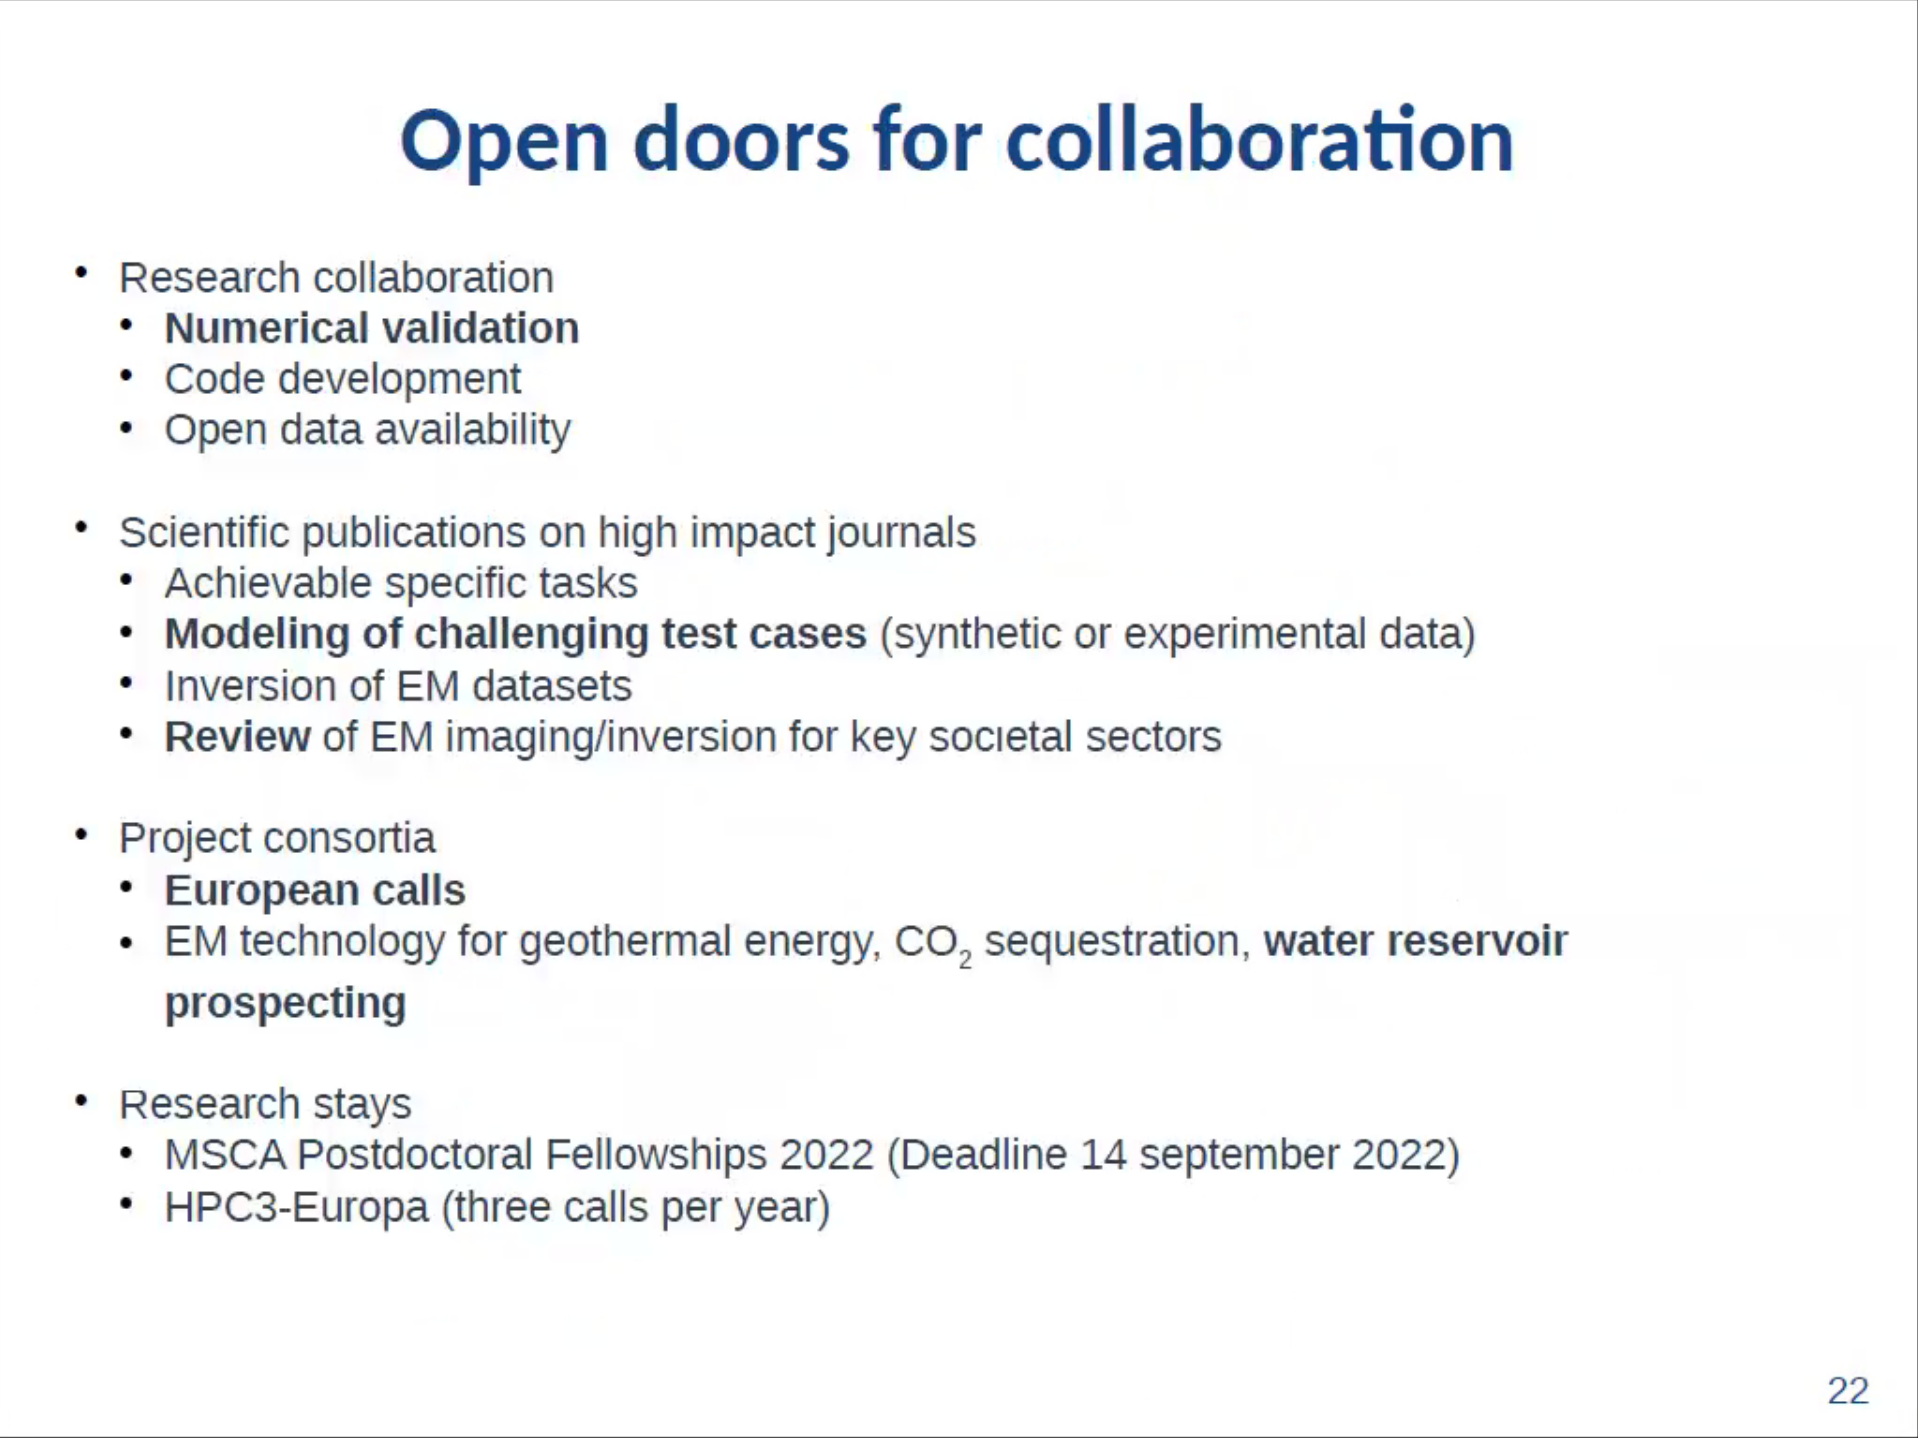 Open doors for collaboration
• Research collaboration
• Numerical validation
• Code development
• Open data availability
• Scientific publications on high impact journals
• Achievable specific tasks
• Modeling of challenging test cases (synthetic or experimental data)
• Inversion of EM datasets
• Review of EM imaging/inversion for key societal sectors
• Project consortia
• European calls
• EM technology for geothermal energy, CO₂ sequestration, water reservoir
prospecting
• Research stays
• MSCA Postdoctoral Fellowships 2022 (Deadline 14 september 2022)
• HPC3-Europa (three calls per year)
22